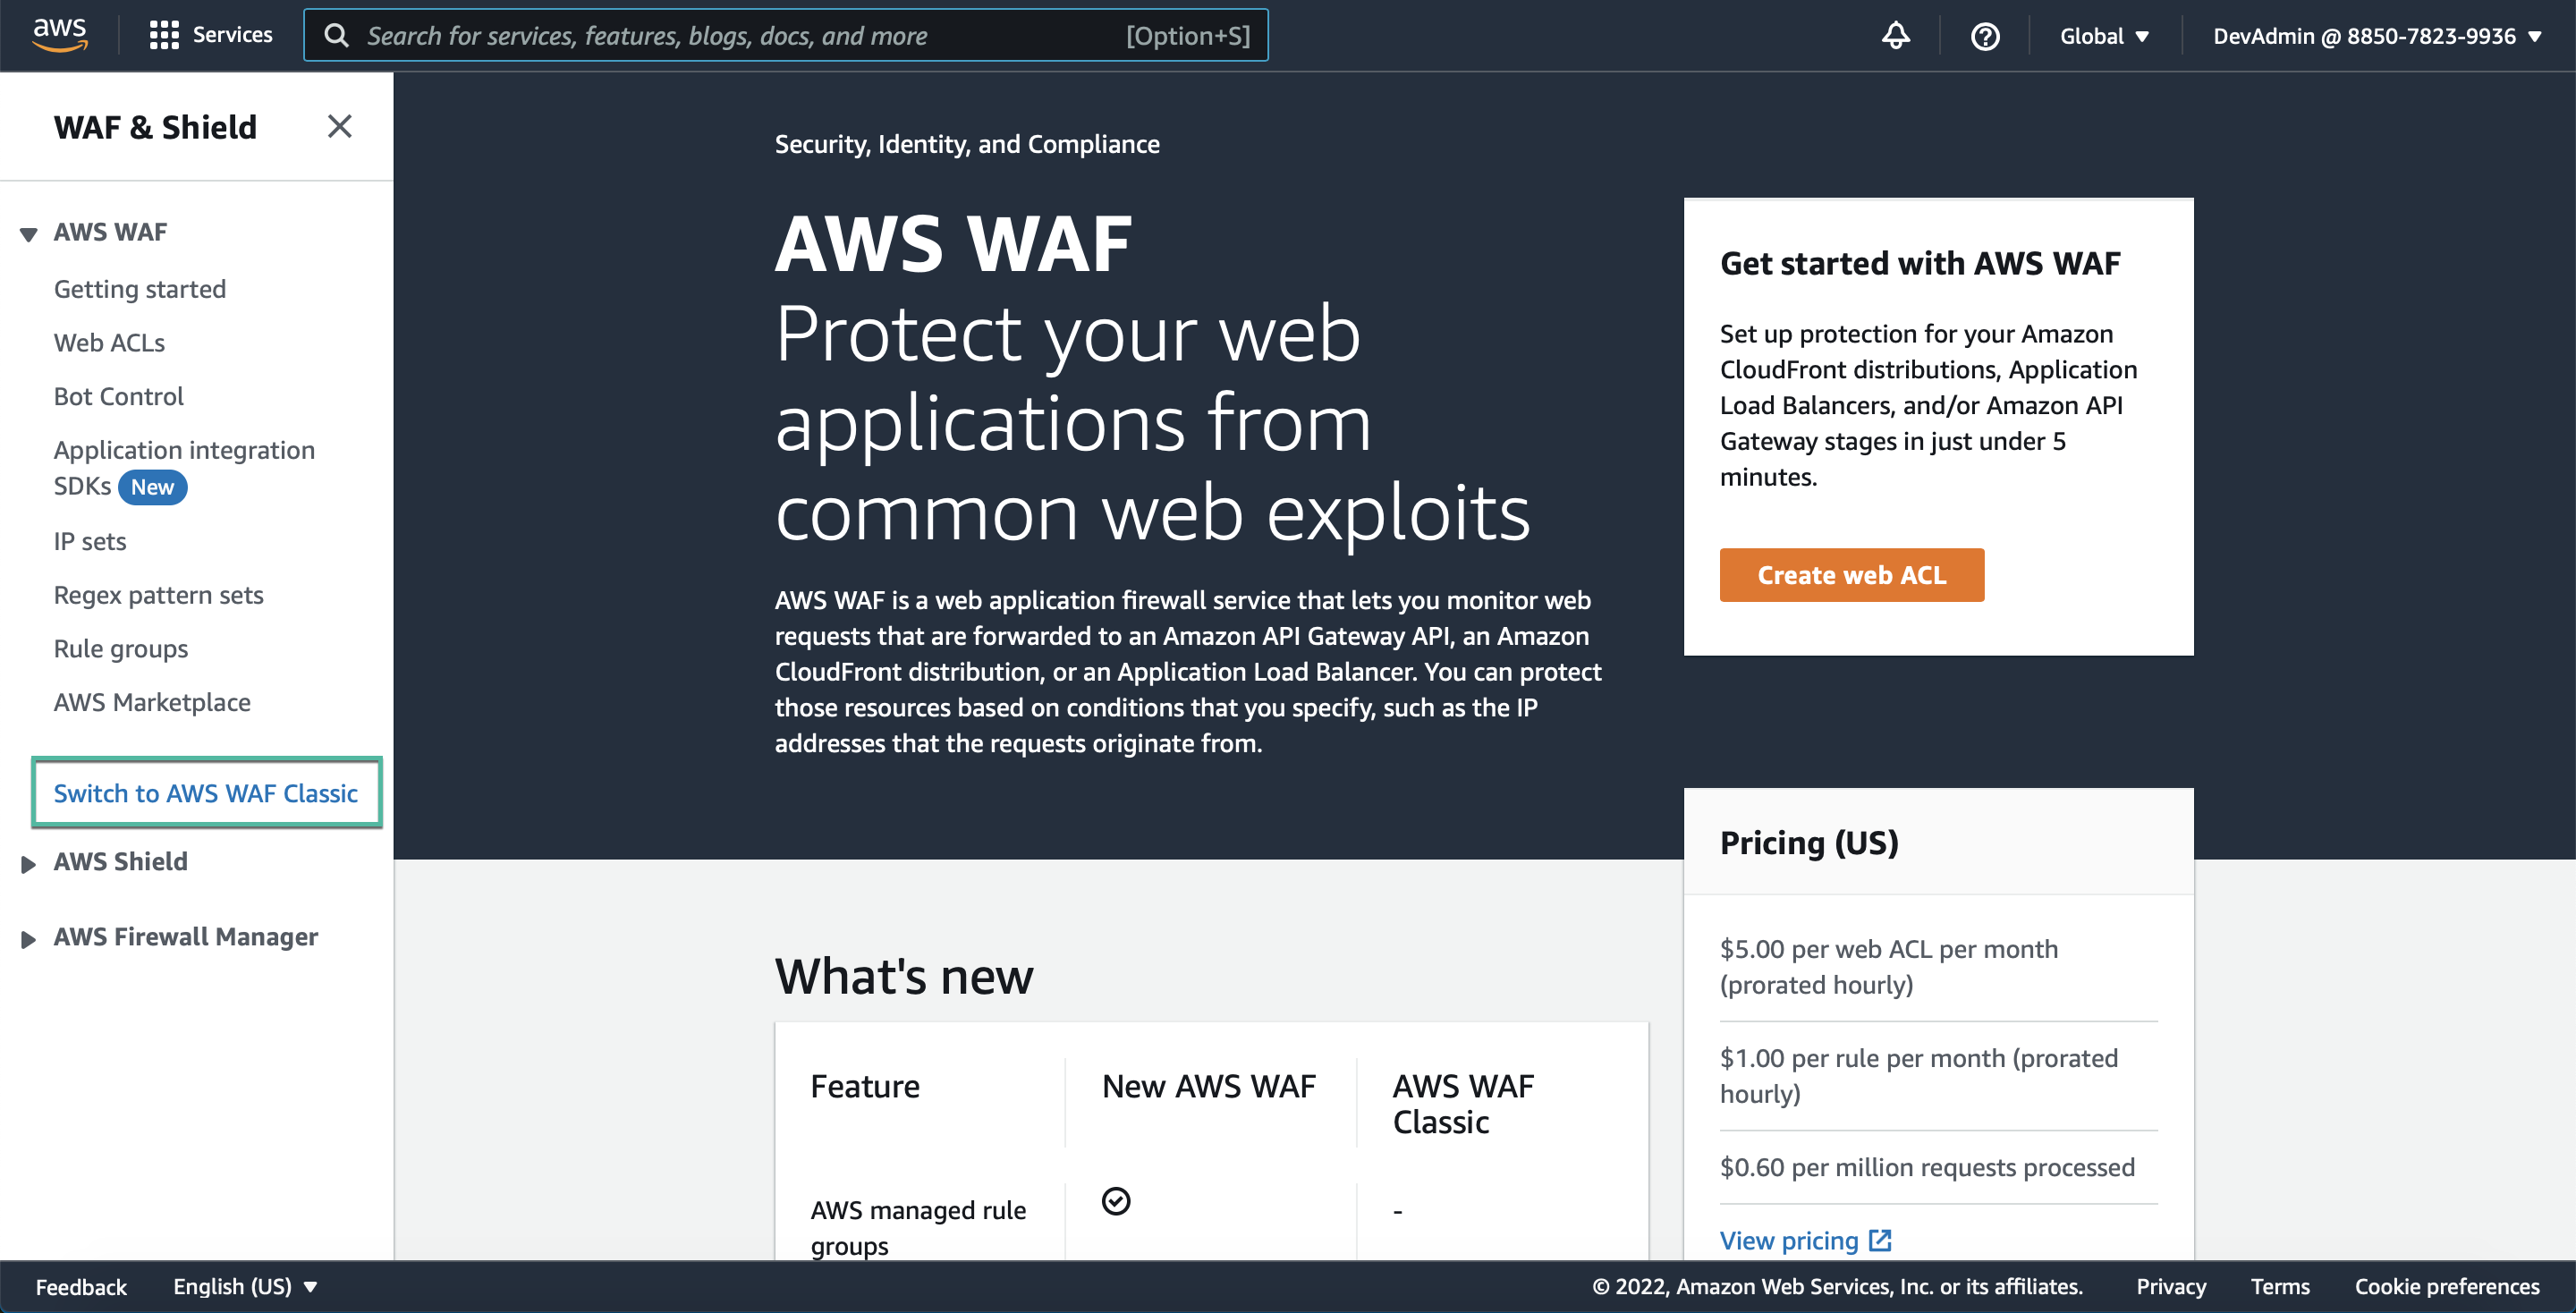 aws
Services
Search for services, features, blogs, docs, and more
[Option+S]
Global
DevAdmin @ 8850-7823-9936
WAF & Shield
AWS WAF
Getting started
Web ACLs
Bot Control
Application integration
SDKs New
IP sets
Regex pattern sets
Rule groups
AWS Marketplace
Switch to AWS WAF Classic
AWS Shield
AWS Firewall Manager
Security, Identity, and Compliance
AWS WAF
Protect your web
applications from
common web exploits
AWS WAF is a web application firewall service that lets you monitor web
requests that are forwarded to an Amazon API Gateway API, an Amazon
CloudFront distribution, or an Application Load Balancer. You can protect
those resources based on conditions that you specify, such as the IP
addresses that the requests originate from.
Get started with AWS WAF
Set up protection for your Amazon
CloudFront distributions, Application
Load Balancers, and/or Amazon API
Gateway stages in just under 5
minutes.
Create web ACL
Pricing (US)
$5.00 per web ACL per month
(prorated hourly)
$1.00 per rule per month (prorated
hourly)
$0.60 per million requests processed
View pricing
What's new
Feature
New AWS WAF
AWS WAF
Classic
AWS managed rule
groups
-
Feedback
English (US)
© 2022, Amazon Web Services, Inc. or its affiliates.
Privacy
Terms
Cookie preferences